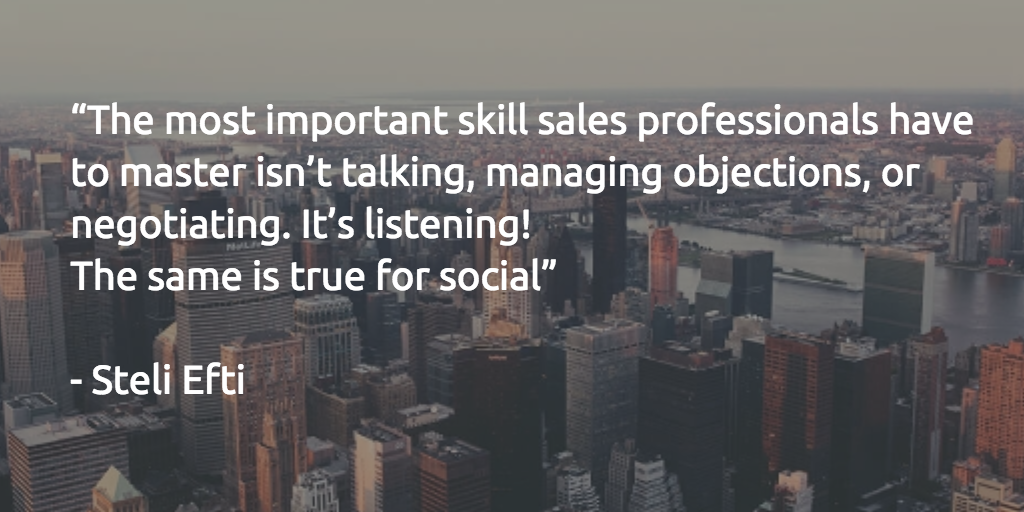 “The most important skill sales professionals have
to master isn’t talking, managing objections, or
negotiating. It’s listening!
The same is true for social”
- Steli Efti